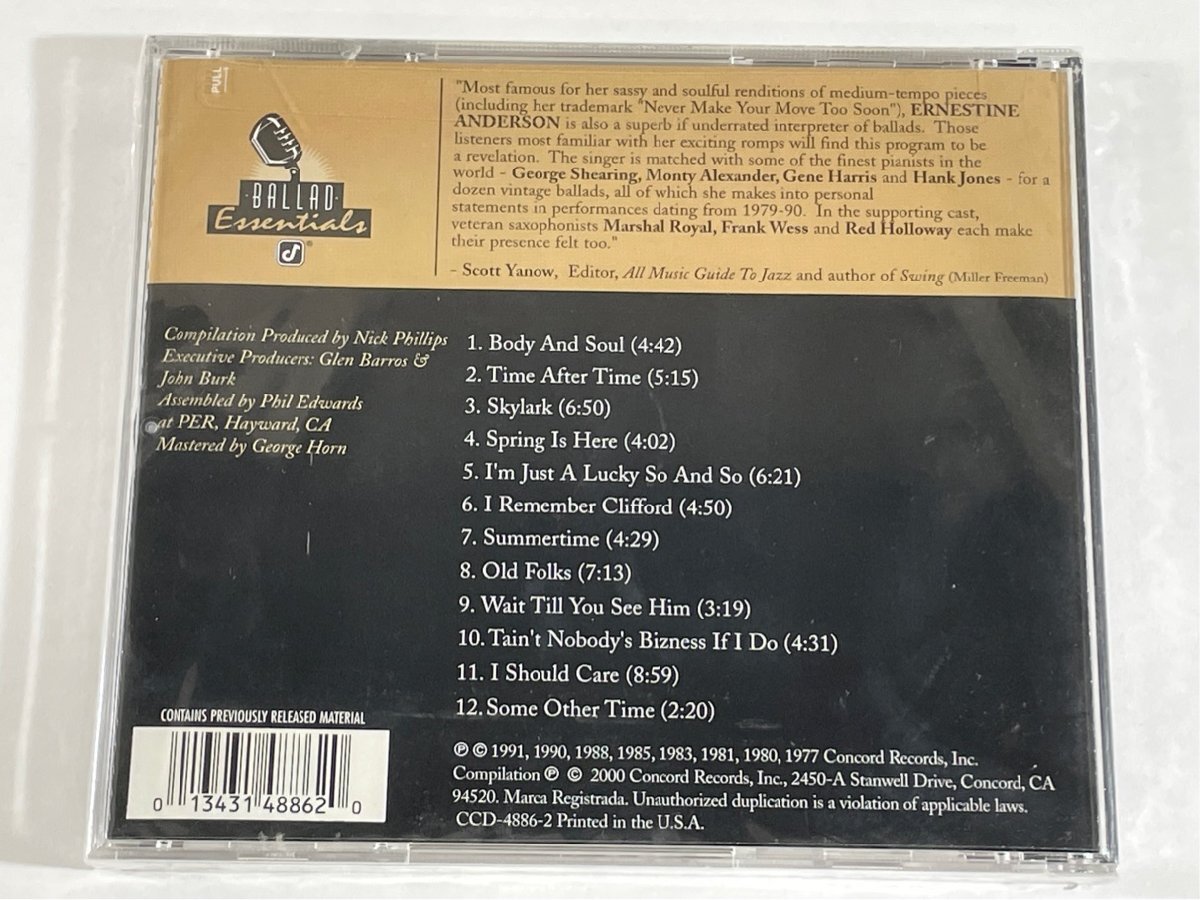 PULL
"Most famous for her sassy and soulful renditions of medium-tempo pieces
(including her trademark "Never Make Your Move Too Soon"), ERNESTINE
ANDERSON is also a superb if underrated interpreter of ballads. Those
listeners most familiar with her exciting romps will find this program to be
a revelation. The singer is matched with some of the finest pianists in the
world - George Shearing, Monty Alexander, Gene Harris and Hank Jones - for a
dozen vintage ballads, all of which she makes into personal
statements in performances dating from 1979-90. In the supporting cast,
veteran saxophonists Marshal Royal, Frank Wess and Red Holloway each make
their presence felt too."
- Scott Yanow, Editor, All Music Guide To Jazz and author of Swing (Miller Freeman)
·BALLAD·
Essentials
®
Compilation Produced by Nick Phillips
Executive Producers: Glen Barros &
John Burk
Assembled by Phil Edwards
at PER, Hayward, CA
Mastered by George Horn
1. Body And Soul (4:42)
2. Time After Time (5:15)
3. Skylark (6:50)
4. Spring Is Here (4:02)
5. I'm Just A Lucky So And So (6:21)
6. I Remember Clifford (4:50)
7. Summertime (4:29)
8. Old Folks (7:13)
9. Wait Till You See Him (3:19)
10. Tain't Nobody's Bizness If I Do (4:31)
11. I Should Care (8:59)
12. Some Other Time (2:20)
CONTAINS PREVIOUSLY RELEASED MATERIAL
0 13431 48862 0
℗ © 1991, 1990, 1988, 1985, 1983, 1981, 1980, 1977 Concord Records, Inc.
Compilation ℗ © 2000 Concord Records, Inc., 2450-A Stanwell Drive, Concord, CA
94520. Marca Registrada. Unauthorized duplication is a violation of applicable laws.
CCD-4886-2 Printed in the U.S.A.